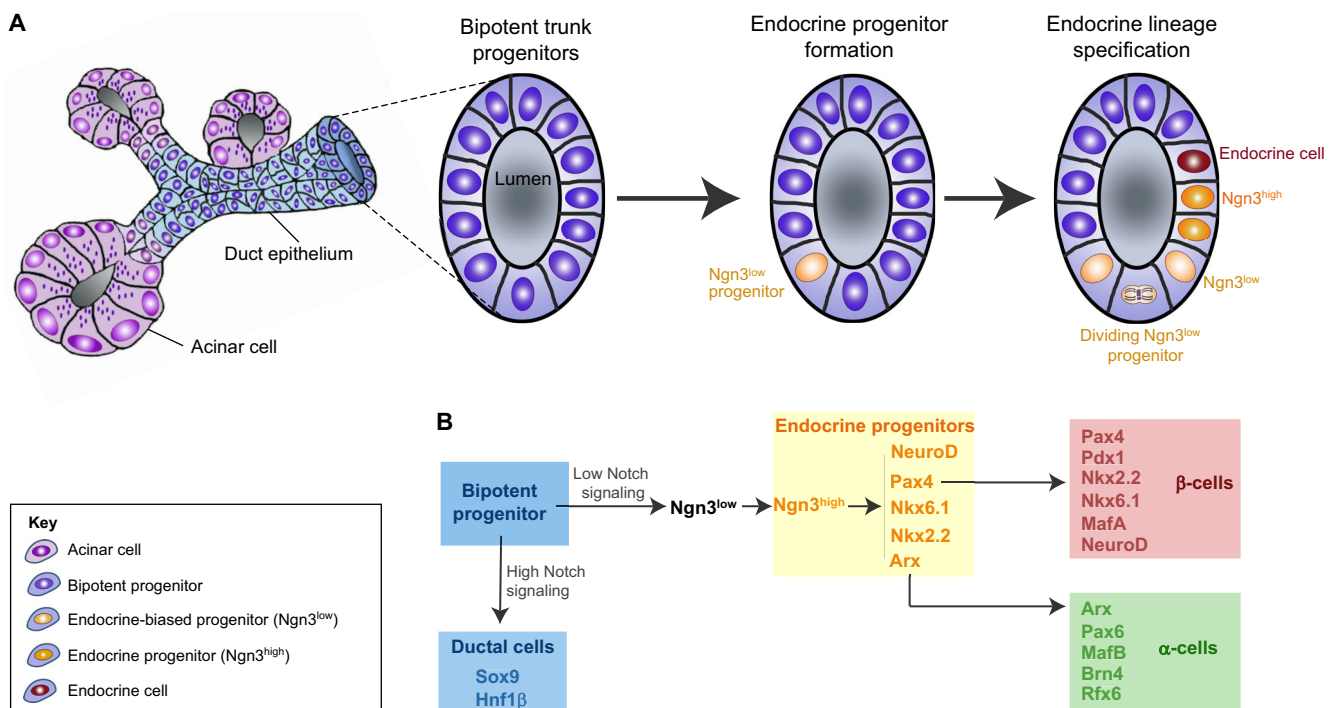 A
Bipotent trunk
progenitors
Endocrine progenitor
formation
Endocrine lineage
specification
Lumen
Duct epithelium
Acinar cell
Ngn3low
progenitor
Endocrine cell
Ngn3high
Ngn3low
Dividing Ngn3low
progenitor
B
Bipotent
progenitor
Low Notch
signaling
Ngn3low
High Notch
signaling
Ductal cells
Sox9
Hnf1β
Endocrine progenitors
Ngn3high
NeuroD
Pax4
Nkx6.1
Nkx2.2
Arx
Pax4
Pdx1
Nkx2.2
Nkx6.1
MafA
NeuroD
β-cells
Arx
Pax6
MafB
Brn4
Rfx6
α-cells
Key
Acinar cell
Bipotent progenitor
Endocrine-biased progenitor (Ngn3low)
Endocrine progenitor (Ngn3high)
Endocrine cell